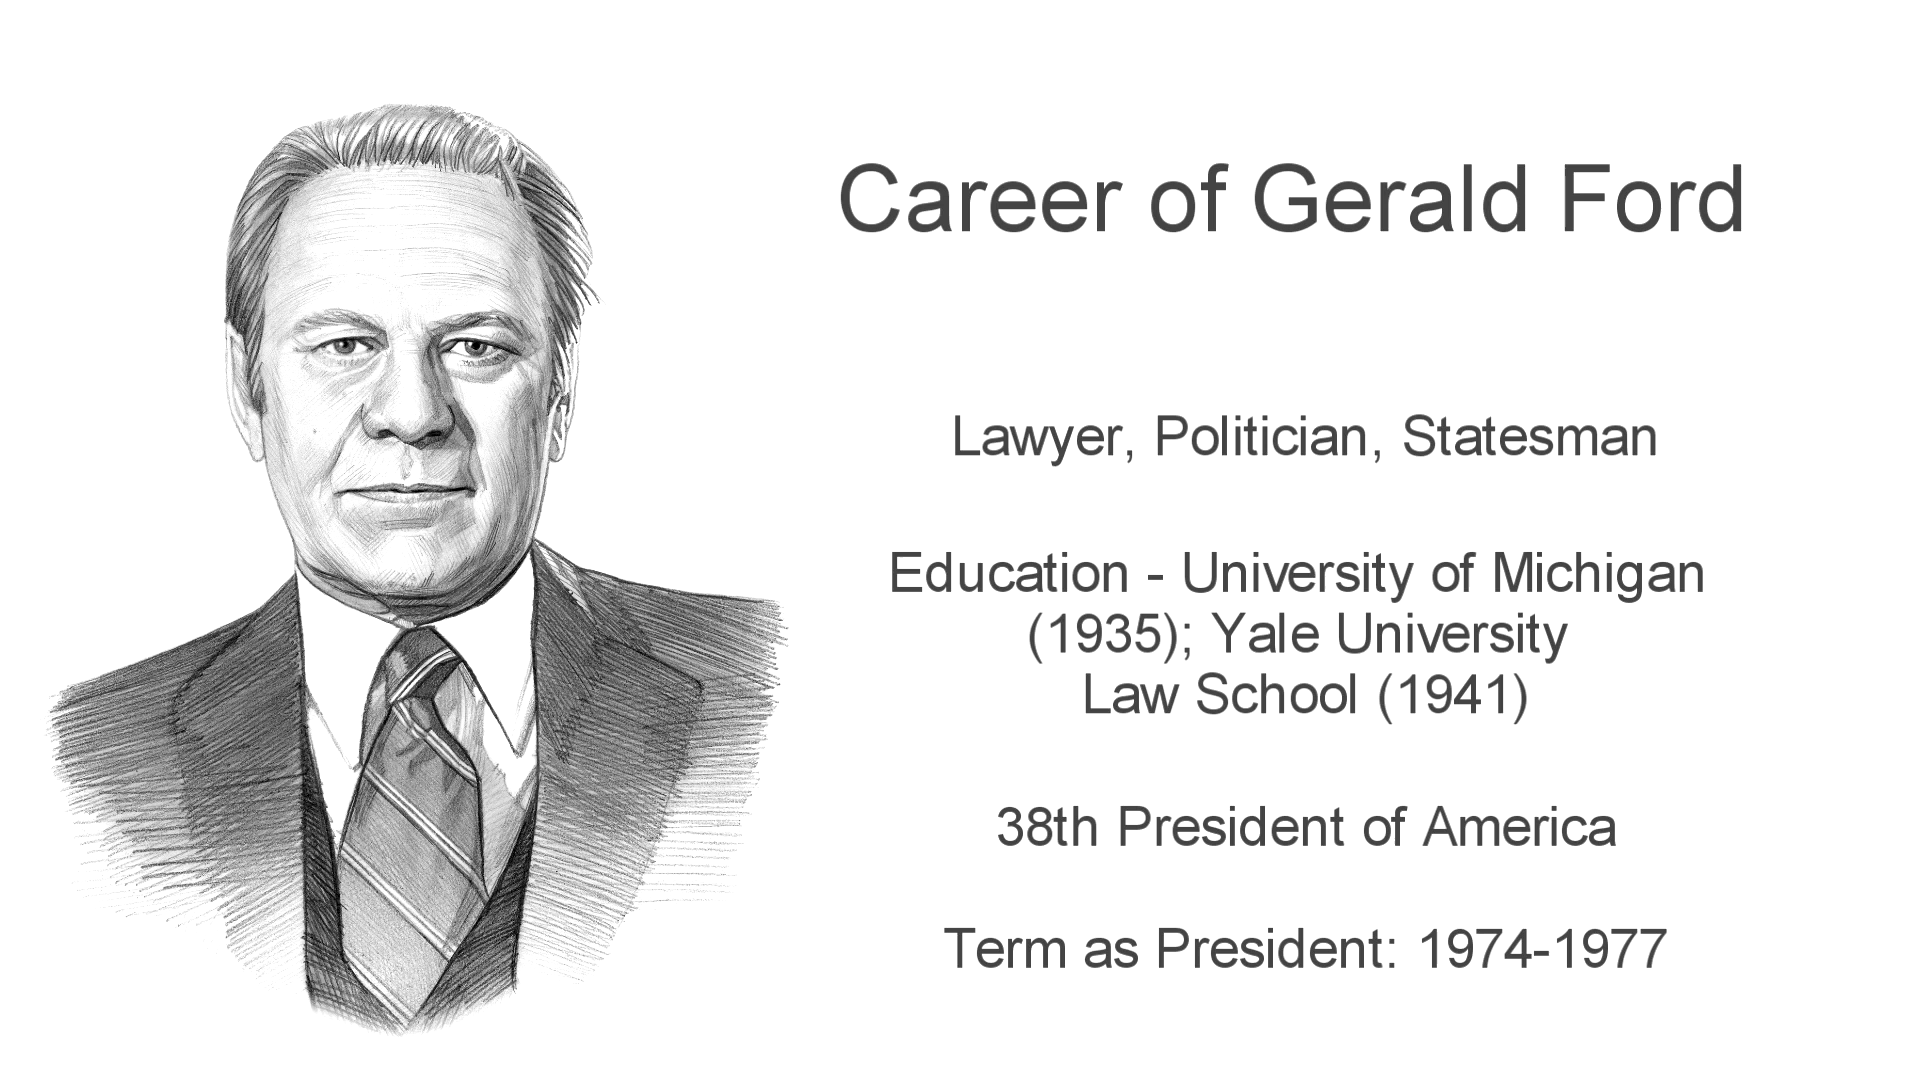 Career of Gerald Ford
Lawyer, Politician, Statesman
Education - University of Michigan
(1935); Yale University
Law School (1941)
38th President of America
Term as President: 1974-1977